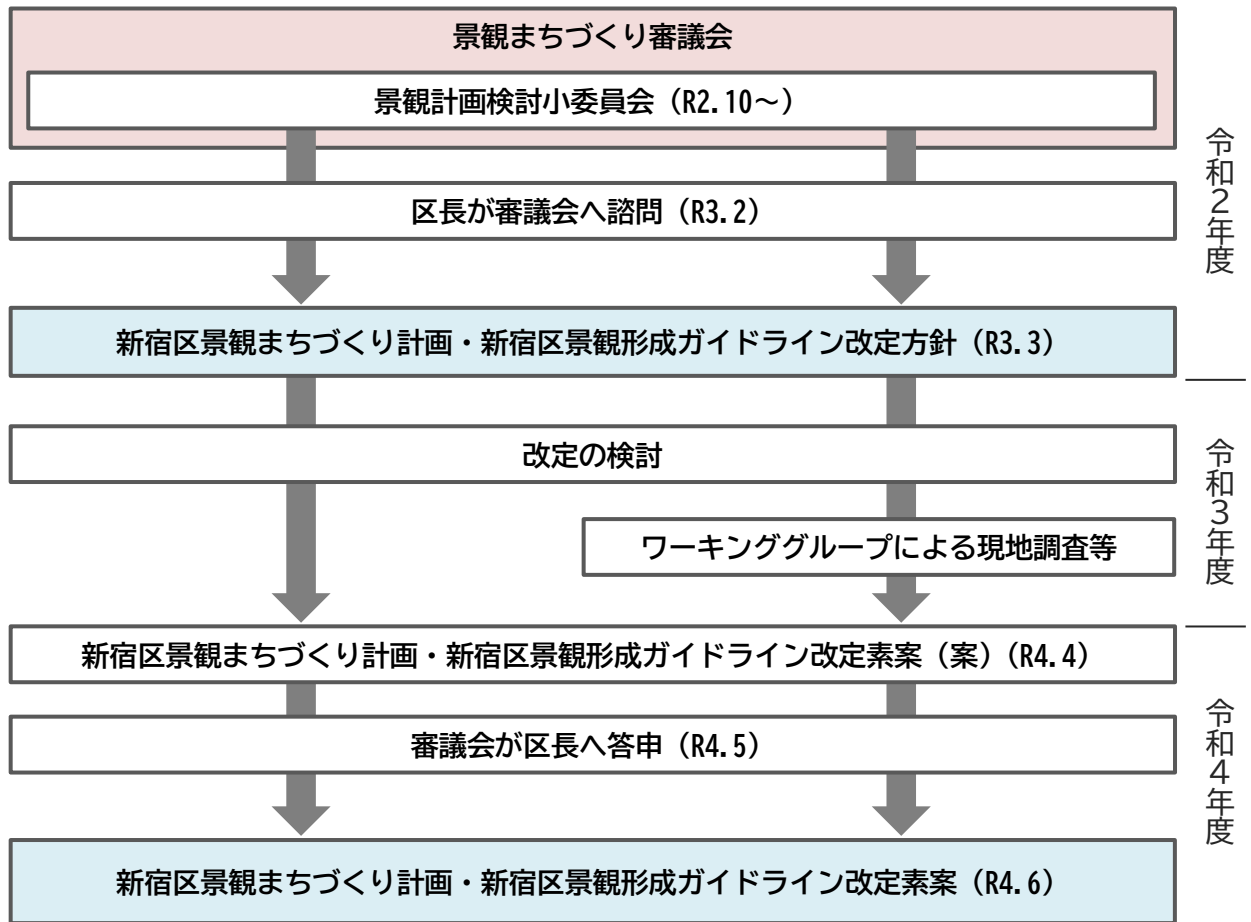 景観まちづくり審議会
景観計画検討小委員会（R2.10～）
区長が審議会へ諮問（R3.2）
新宿区景観まちづくり計画・新宿区景観形成ガイドライン改定方針（R3.3）
令和2年度
改定の検討
ワーキンググループによる現地調査等
令和3年度
新宿区景観まちづくり計画・新宿区景観形成ガイドライン改定素案（案）（R4.4）
審議会が区長へ答申（R4.5）
新宿区景観まちづくり計画・新宿区景観形成ガイドライン改定素案（R4.6）
令和4年度